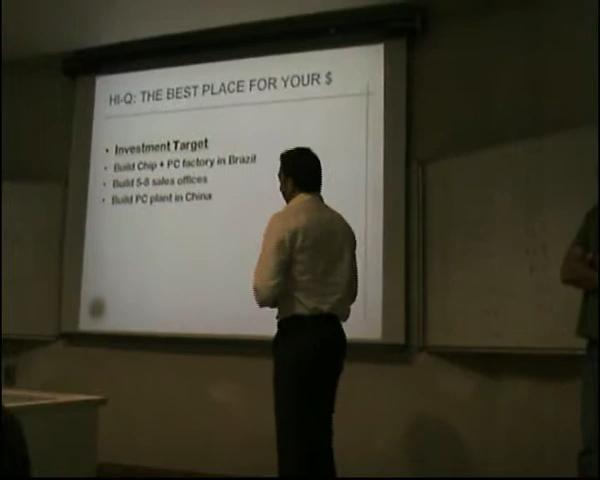 HI-Q: THE BEST PLACE FOR YOUR $
• Investment Target
• Build Chip + PC factory in Brazil
• Build 5-8 sales offices
• Build PC plant in China